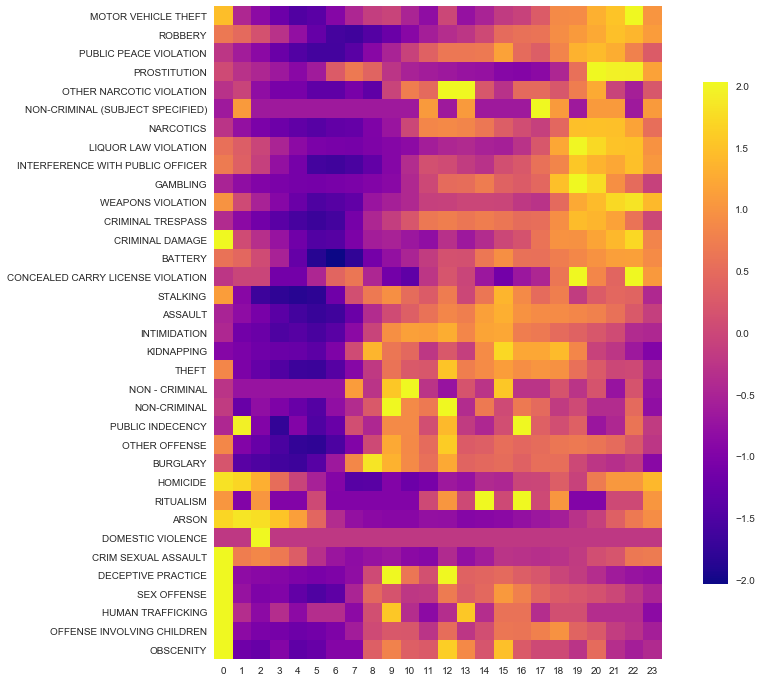 MOTOR VEHICLE THEFT
ROBBERY
PUBLIC PEACE VIOLATION
PROSTITUTION
OTHER NARCOTIC VIOLATION
NON-CRIMINAL (SUBJECT SPECIFIED)
NARCOTICS
LIQUOR LAW VIOLATION
INTERFERENCE WITH PUBLIC OFFICER
GAMBLING
WEAPONS VIOLATION
CRIMINAL TRESPASS
CRIMINAL DAMAGE
BATTERY
CONCEALED CARRY LICENSE VIOLATION
STALKING
ASSAULT
INTIMIDATION
KIDNAPPING
THEFT
NON - CRIMINAL
NON-CRIMINAL
PUBLIC INDECENCY
OTHER OFFENSE
BURGLARY
HOMICIDE
RITUALISM
ARSON
DOMESTIC VIOLENCE
CRIM SEXUAL ASSAULT
DECEPTIVE PRACTICE
SEX OFFENSE
HUMAN TRAFFICKING
OFFENSE INVOLVING CHILDREN
OBSCENITY
0 1 2 3 4 5 6 7 8 9 10 11 12 13 14 15 16 17 18 19 20 21 22 23
2.0
1.5
1.0
0.5
0.0
−0.5
−1.0
−1.5
−2.0